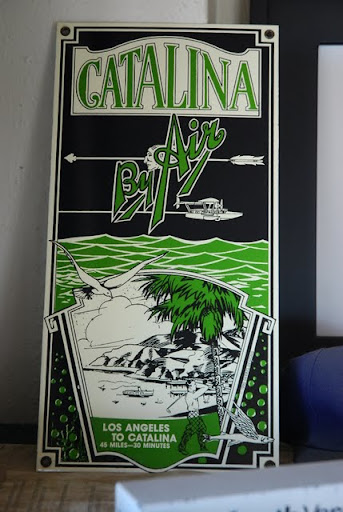 CATALINA
By Air
LOS ANGELES
TO CATALINA
45 MILES—30 MINUTES